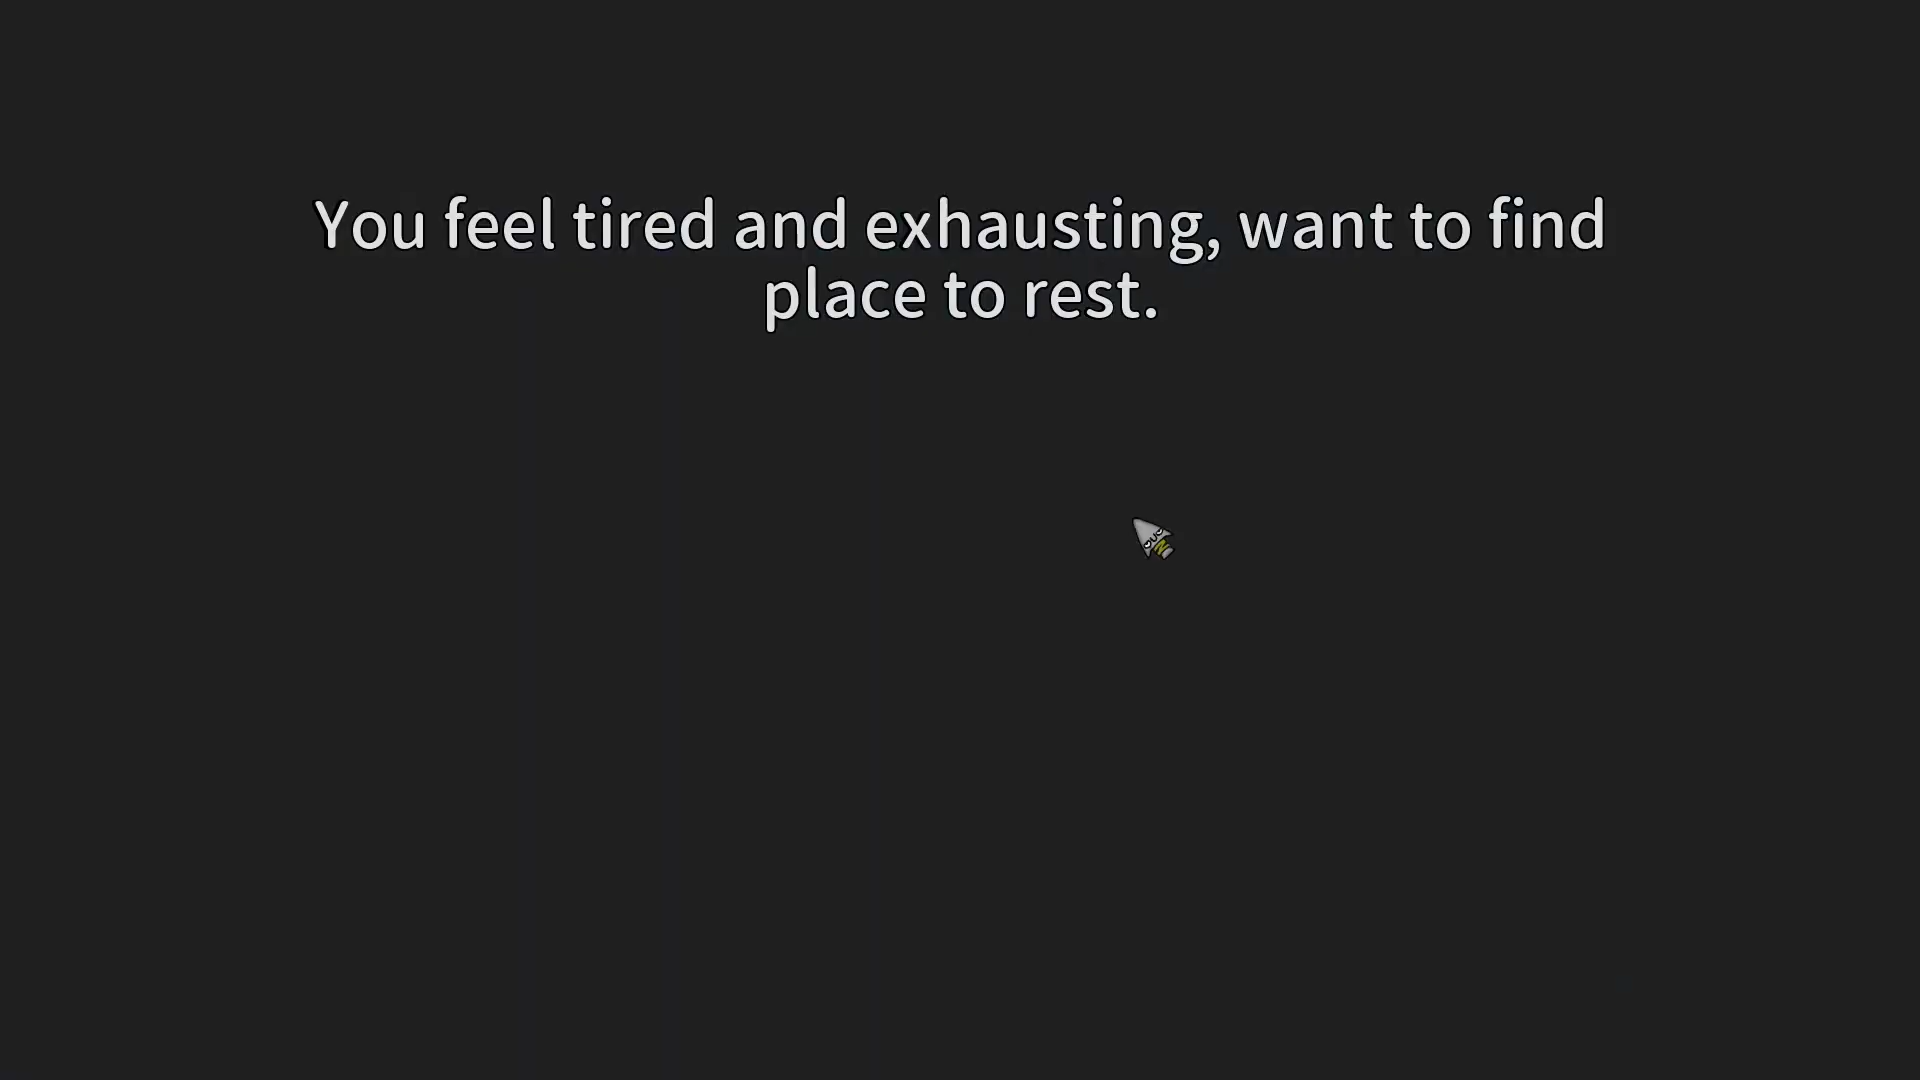 You feel tired and exhausting, want to find
place to rest.